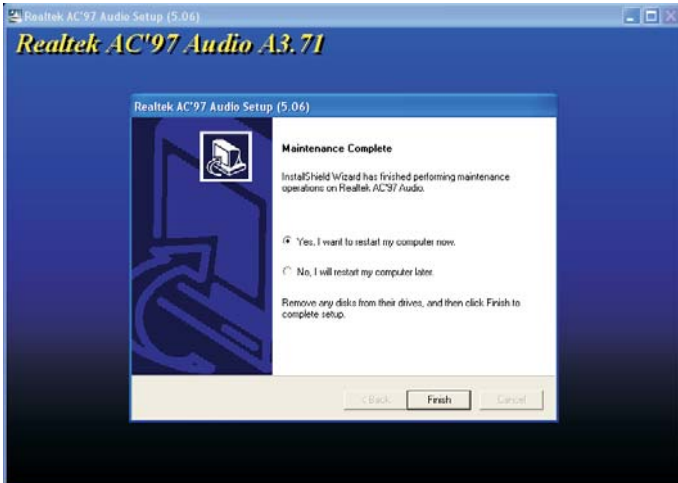 Realtek AC'97 Audio Setup (5.06)
Realtek AC'97 Audio A3.71
Realtek AC'97 Audio Setup (5.06)
Maintenance Complete
InstallShield Wizard has finished performing maintenance
operations on Realtek AC'97 Audio.
Yes, I want to restart my computer now.
No, I will restart my computer later.
Remove any disks from their drives, and then click Finish to
complete setup.
< Back Finish Cancel